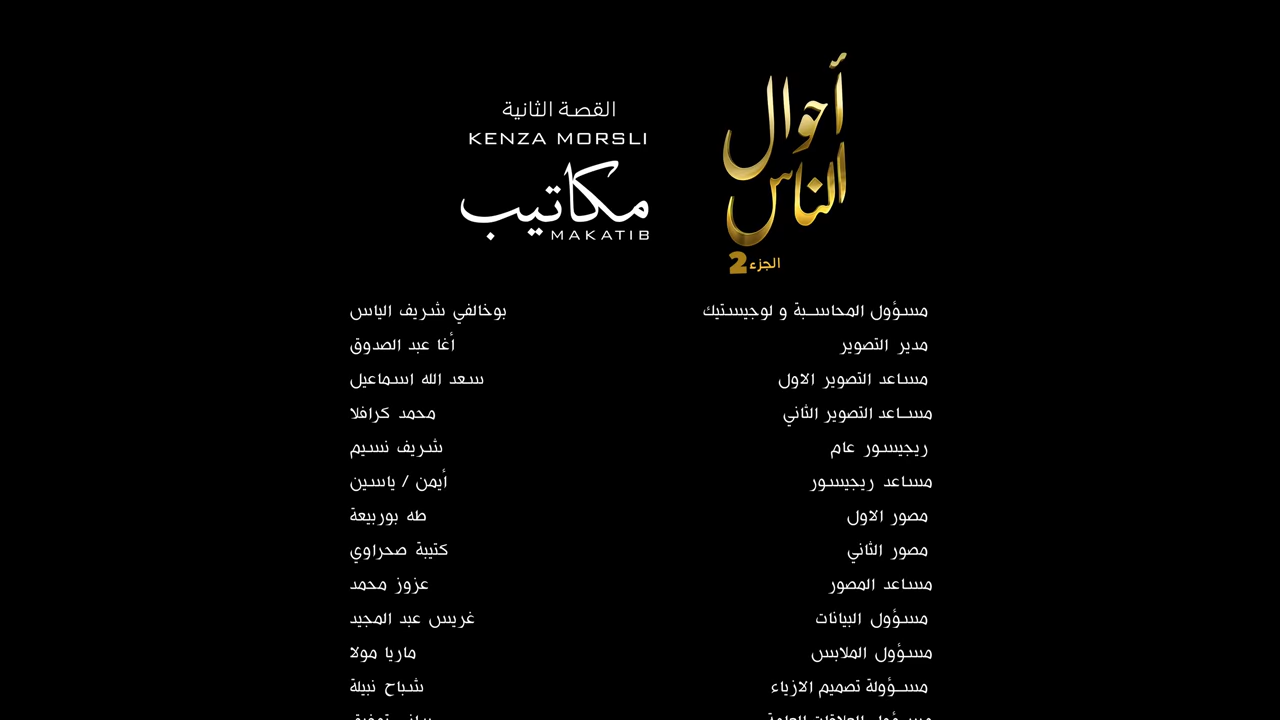 أحوال
الناس
الجزء 2
القصة الثانية
KENZA MORSLI
مكاتيب
MAKATIB
مسؤول المحاسبة و لوجيستيك بوخالفي شريف الياس
مدير التصوير أغا عبد الصدوق
مساعد التصوير الاول سعد الله اسماعيل
مساعد التصوير الثاني محمد كرافلا
ريجيسور عام شريف نسيم
مساعد ريجيسور أيمن / ياسين
مصور الاول طه بوربيعة
مصور الثاني كتيبة صحراوي
مساعد المصور عزوز محمد
مسؤول البيانات غريس عبد المجيد
مسؤول الملابس ماريا مولا
مسؤولة تصميم الازياء شباح نبيلة